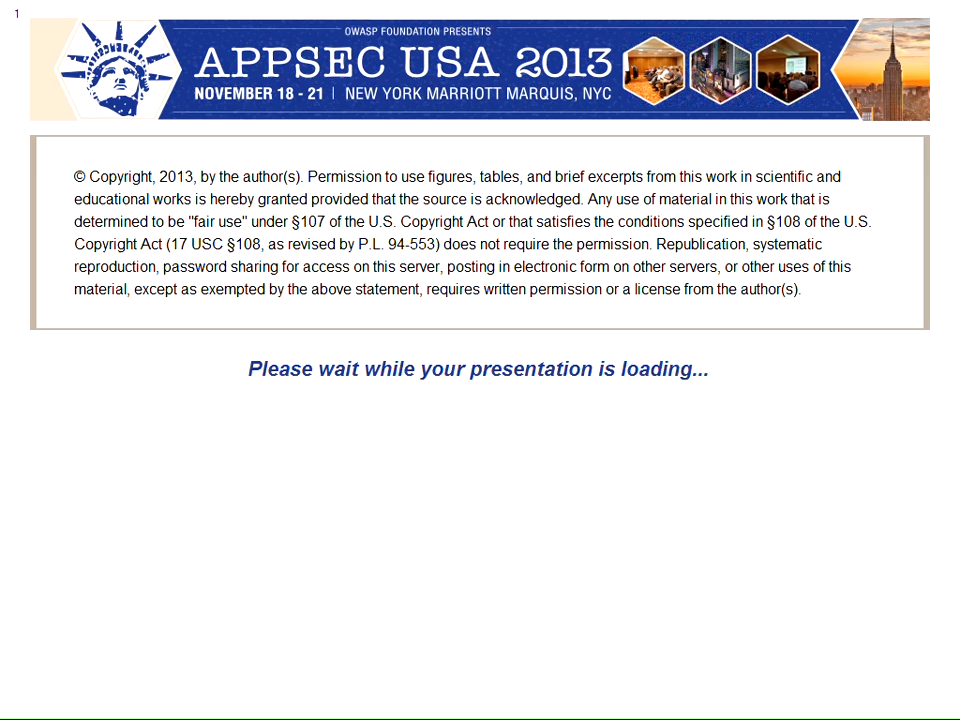 1
OWASP FOUNDATION PRESENTS
APPSEC USA 2013
NOVEMBER 18 - 21 | NEW YORK MARRIOTT MARQUIS, NYC
© Copyright, 2013, by the author(s). Permission to use figures, tables, and brief excerpts from this work in scientific and
educational works is hereby granted provided that the source is acknowledged. Any use of material in this work that is
determined to be "fair use" under §107 of the U.S. Copyright Act or that satisfies the conditions specified in §108 of the U.S.
Copyright Act (17 USC §108, as revised by P.L. 94-553) does not require the permission. Republication, systematic
reproduction, password sharing for access on this server, posting in electronic form on other servers, or other uses of this
material, except as exempted by the above statement, requires written permission or a license from the author(s).
Please wait while your presentation is loading...